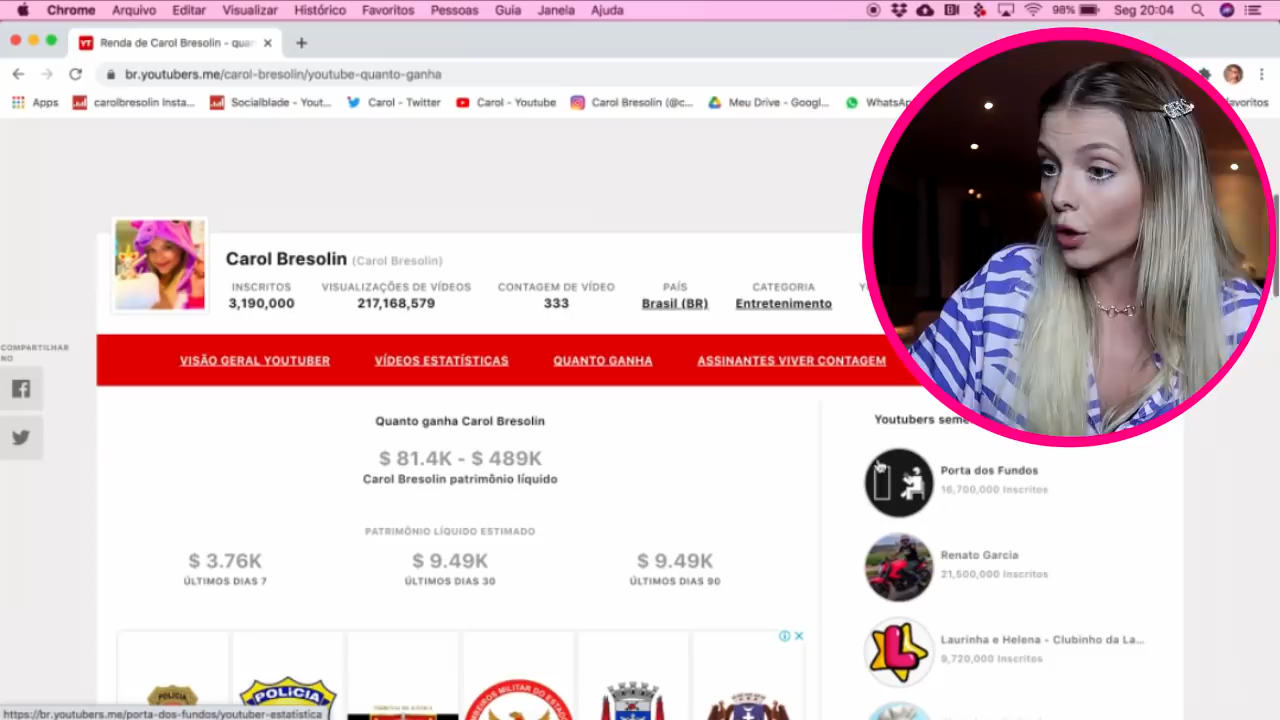 Chrome Arquivo Editar Visualizar Histórico Favoritos Pessoas Guia Janela Ajuda 98% Seg 20:04
YT Renda de Carol Bresolin - qua
br.youtubers.me/carol-bresolin/youtube-quanto-ganha
Apps carolbresolin Insta... Socialblade - Yout... Carol - Twitter Carol - Youtube Carol Bresolin (@c... Meu Drive - Googl... WhatsAp favoritos
Carol Bresolin (Carol Bresolin)
INSCRITOS VISUALIZAÇÕES DE VÍDEOS CONTAGEM DE VÍDEO PAÍS CATEGORIA
3,190,000 217,168,579 333 Brasil (BR) Entretenimento
COMPARTILHAR
NO
VISÃO GERAL YOUTUBER VÍDEOS ESTATÍSTICAS QUANTO GANHA ASSINANTES VIVER CONTAGEM
Quanto ganha Carol Bresolin
$ 81.4K - $ 489K
Carol Bresolin patrimônio líquido
PATRIMÔNIO LÍQUIDO ESTIMADO
$ 3.76K $ 9.49K $ 9.49K
ÚLTIMOS DIAS 7 ÚLTIMOS DIAS 30 ÚLTIMOS DIAS 90
Youtubers seme
Porta dos Fundos
16,700,000 Inscritos
Renato Garcia
21,500,000 Inscritos
Laurinha e Helena - Clubinho da La...
9,720,000 Inscritos
POLICIA POLICIA
https://br.youtubers.me/porta-dos-fundos/youtuber-estatistica